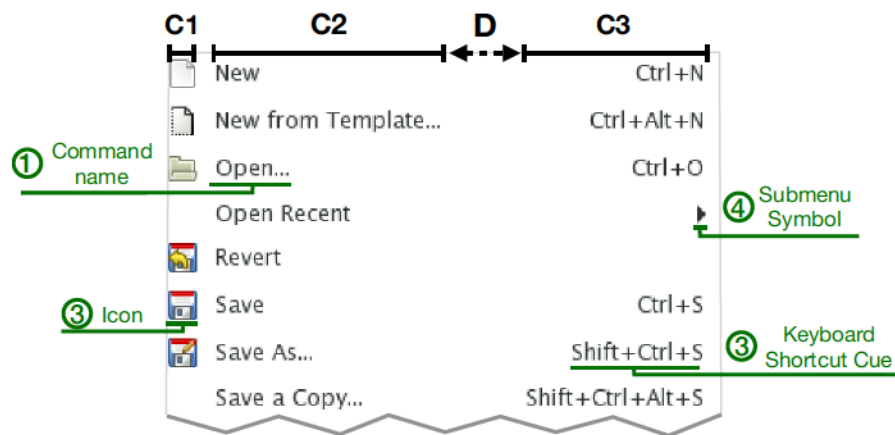 C1 C2 D C3
New Ctrl+N
New from Template... Ctrl+Alt+N
① Command
name
Open... Ctrl+O
Open Recent
④ Submenu
Symbol
Revert
③ Icon
Save Ctrl+S
Save As... Shift+Ctrl+S
③ Keyboard
Shortcut Cue
Save a Copy... Shift+Ctrl+Alt+S